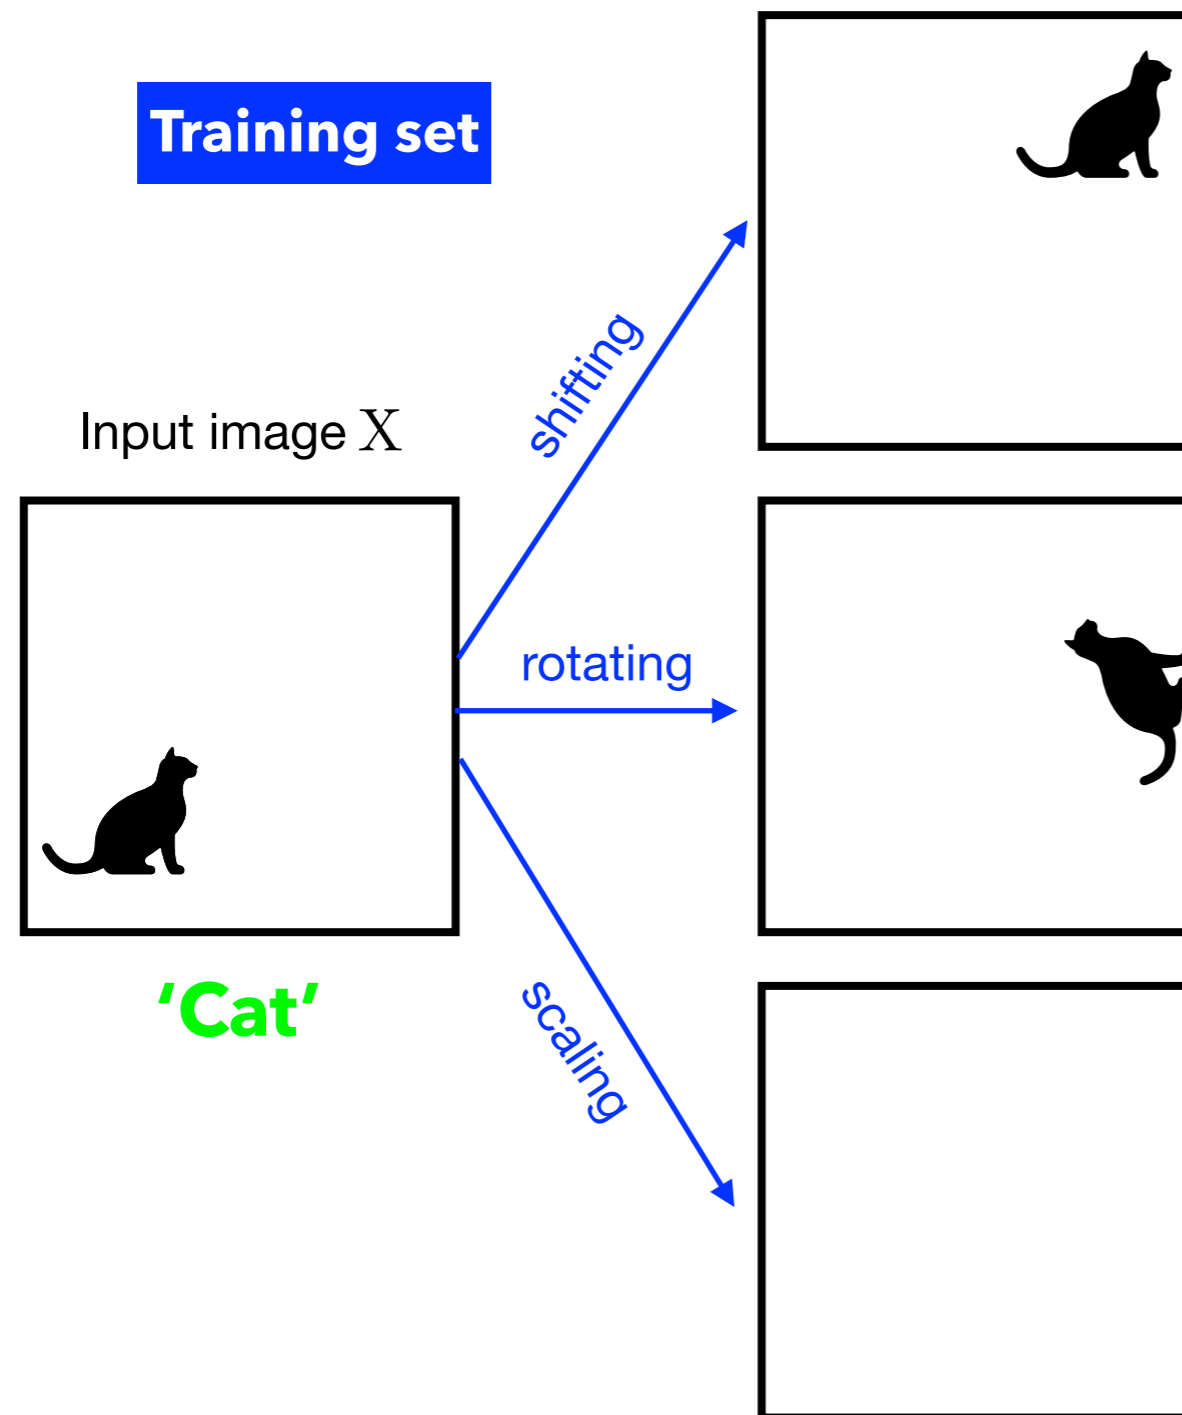 Training set
shifting
Input image X
rotating
'Cat'
scaling